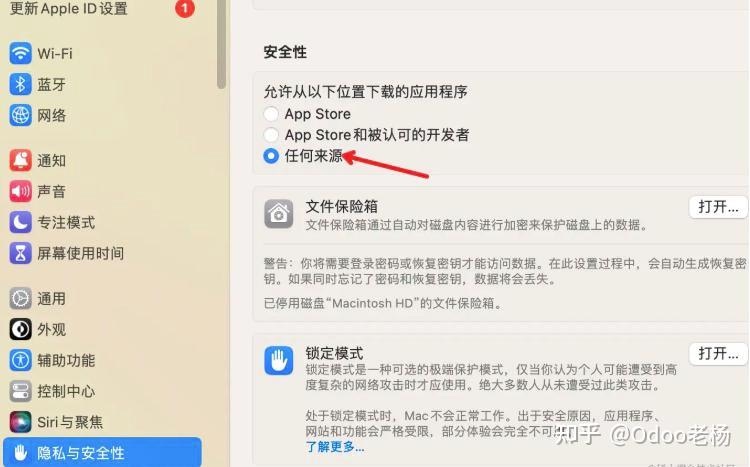 更新Apple ID设置
1
Wi-Fi
蓝牙
网络
通知
声音
专注模式
屏幕使用时间
通用
外观
辅助功能
控制中心
Siri与聚焦
隐私与安全性
安全性
允许从以下位置下载的应用程序
App Store
App Store和被认可的开发者
任何来源
文件保险箱
打开...
文件保险箱通过自动对磁盘内容进行加密来保护磁盘上的数据。
警告：你将需要登录密码或恢复密钥才能访问数据。在此设置过程中，会自动生成恢复密
钥。如果同时忘记了密码和恢复密钥，数据将会丢失。
已停用磁盘“Macintosh HD”的文件保险箱。
锁定模式
打开...
锁定模式是一种可选的极端保护模式，仅当你认为个人可能遭受到高
度复杂的网络攻击时才应使用。绝大多数人从未遭受过此类攻击。
处于锁定模式时，Mac不会正常工作。出于安全原因，应用程序、
网站和功能会严格受限，部分体验会完全不可
了解更多...
知乎 @Odoo老杨